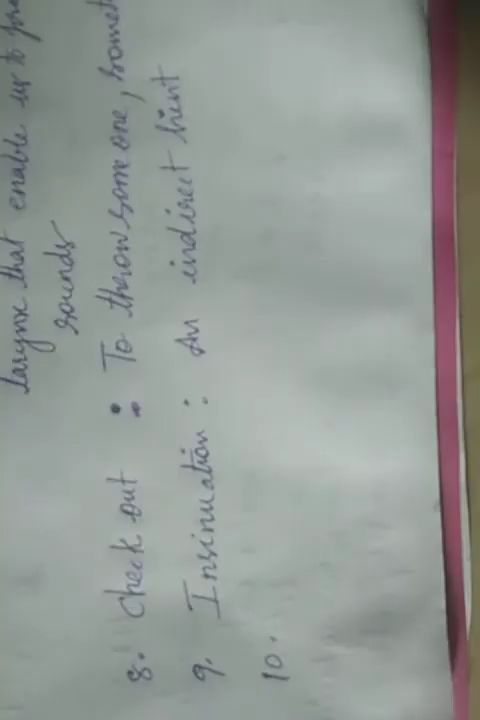 larynx that enable us to
sounds
8. Check out : To throw some one, somet
9. Insinuation : An indirect hint
10.